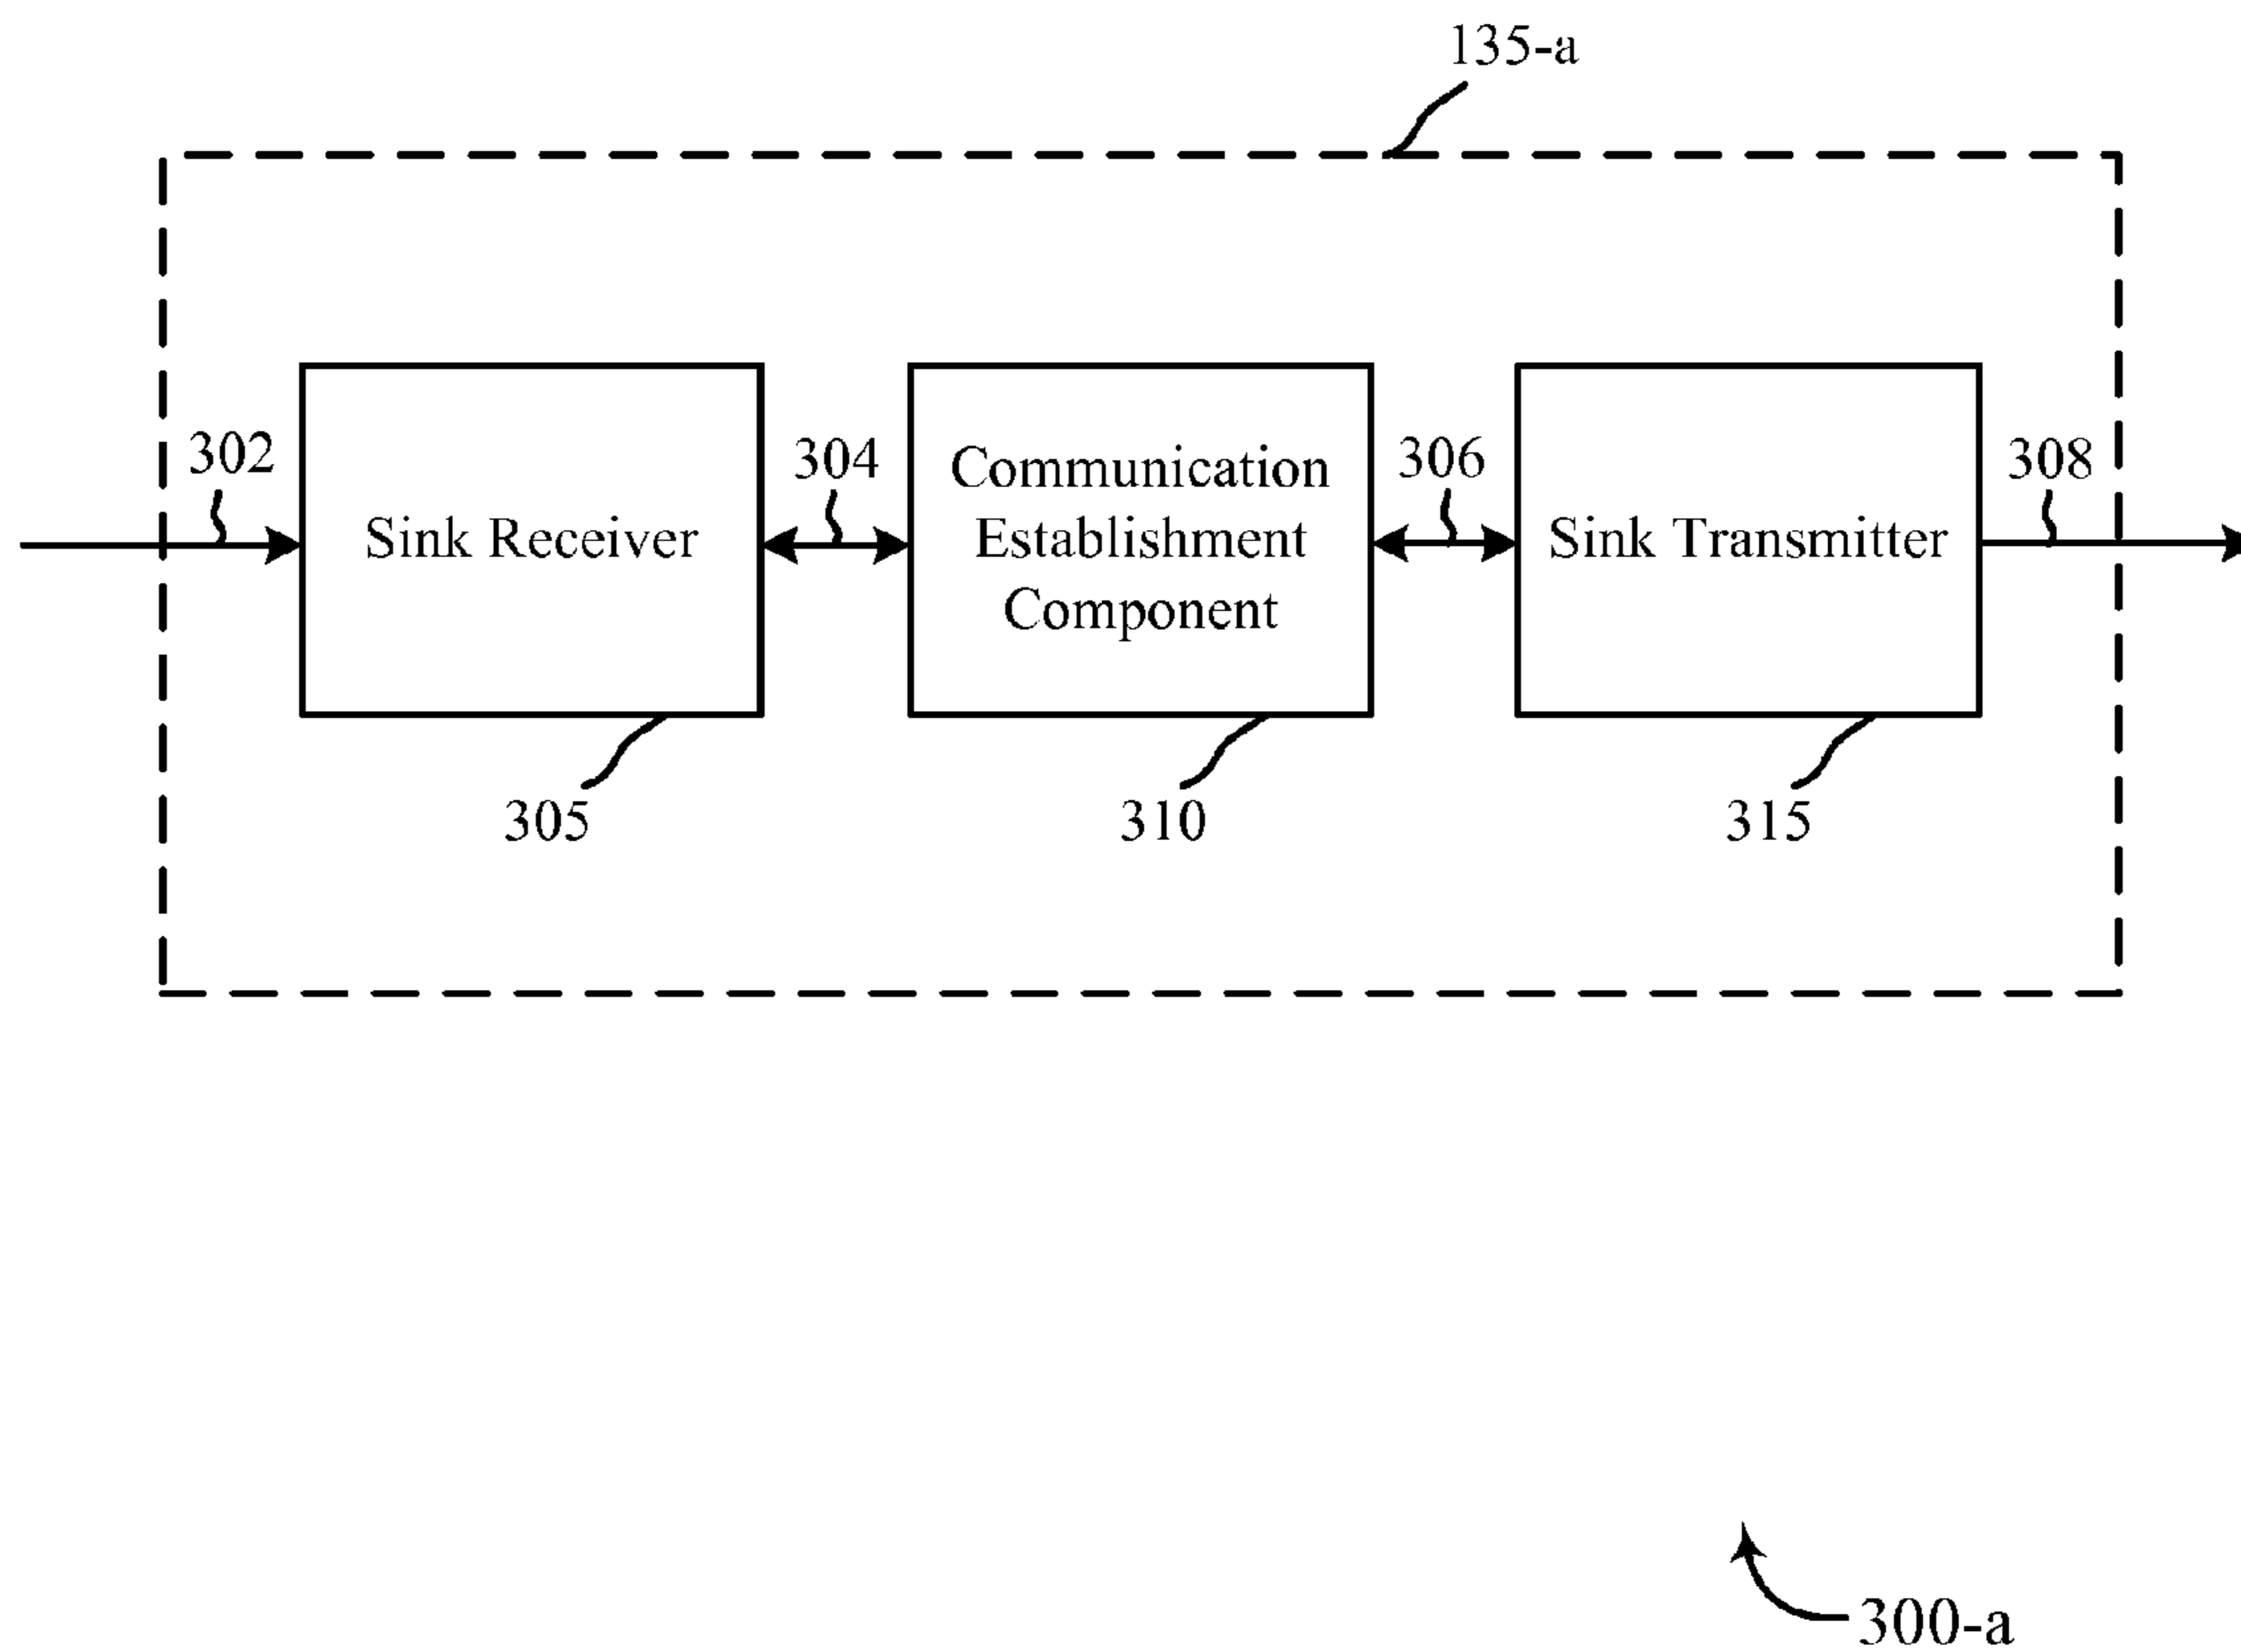 135-a
302
304
306
308
Sink Receiver
Communication
Establishment
Component
Sink Transmitter
305
310
315
300-a